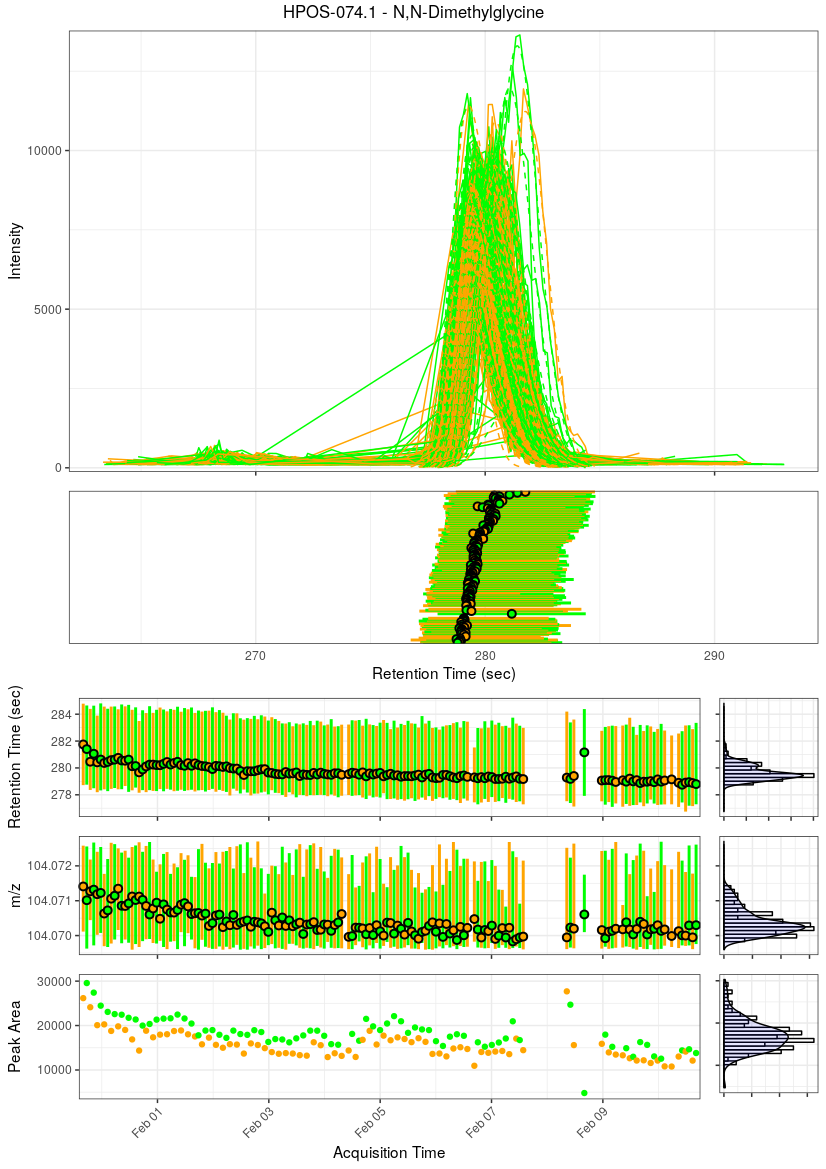 HPOS-074.1 - N,N-Dimethylglycine
Intensity
10000
5000
0
270
280
290
Retention Time (sec)
Retention Time (sec)
284
282
280
278
m/z
104.072
104.071
104.070
Peak Area
30000
20000
10000
Feb 01
Feb 03
Feb 05
Feb 07
Feb 09
Acquisition Time